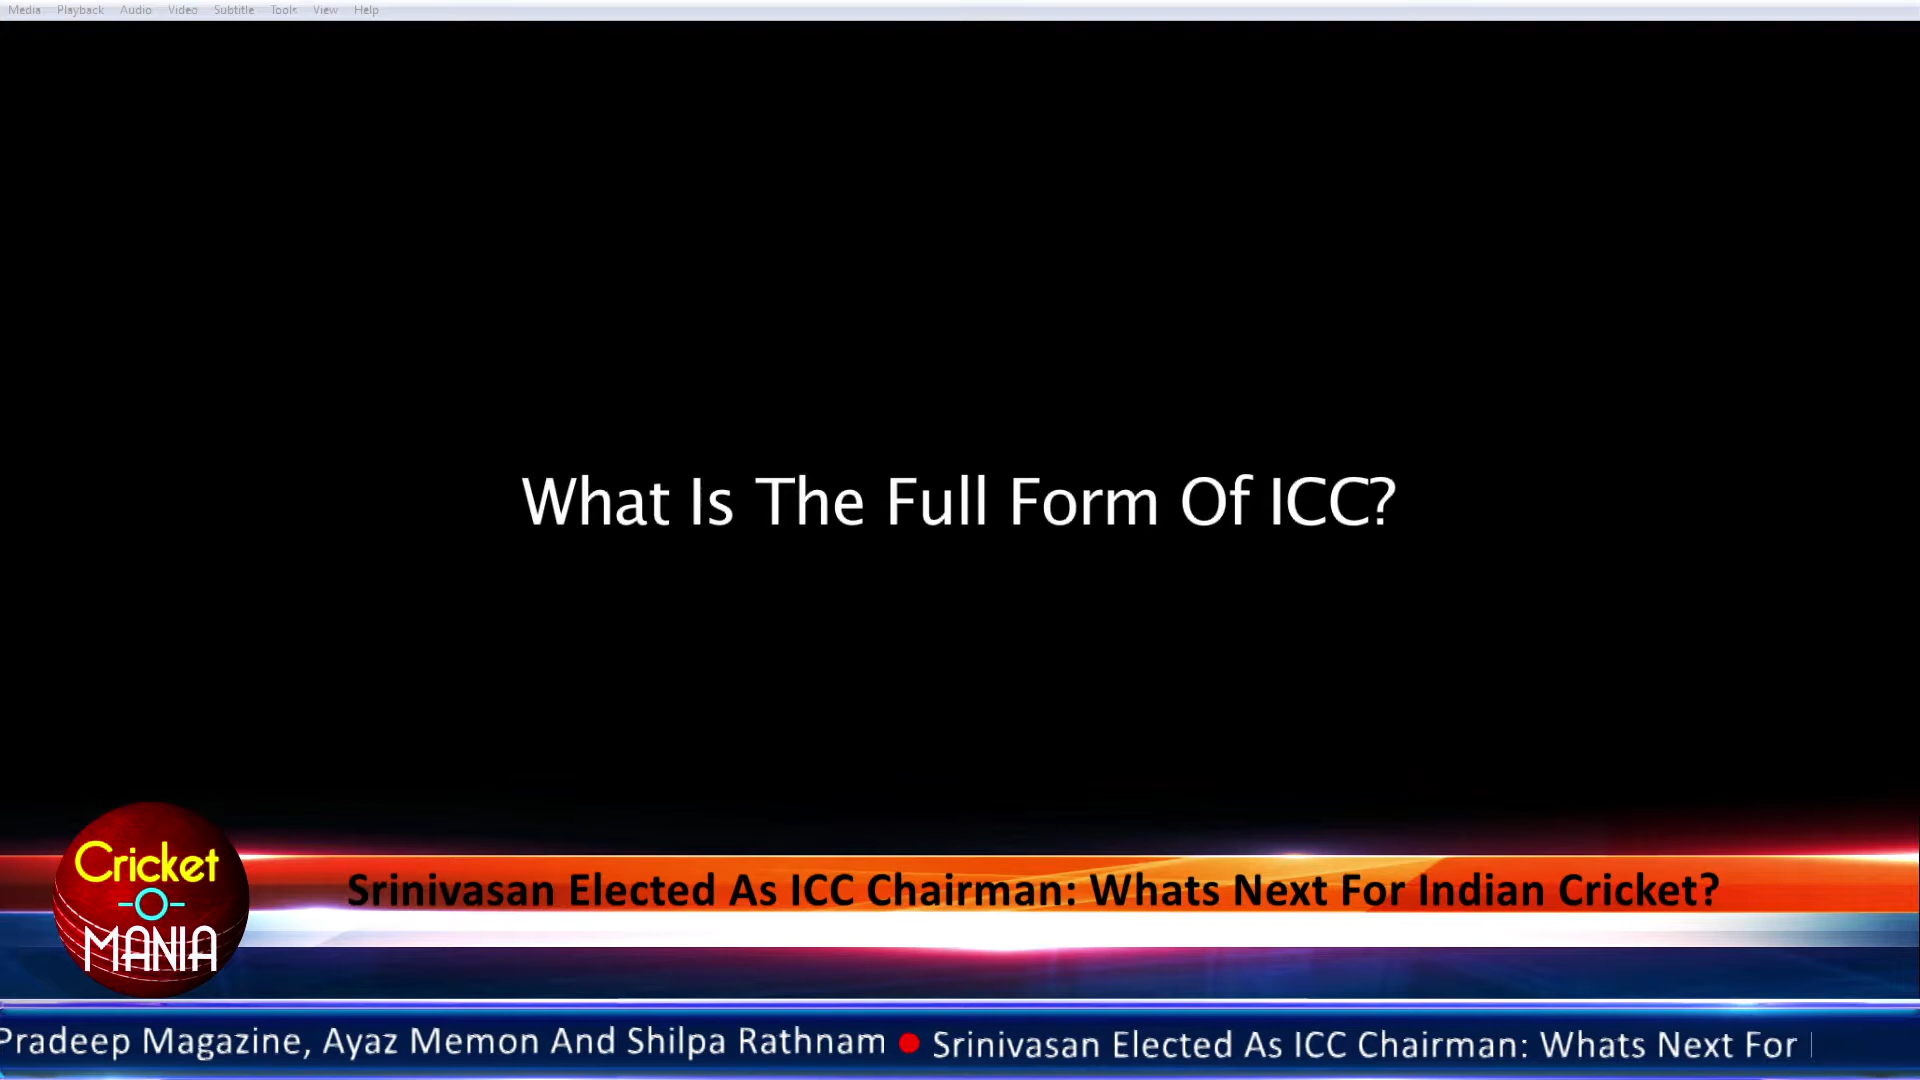 Media Playback Audio Video Subtitle Tools View Help
What Is The Full Form Of ICC?
Cricket
-O-
MANIA
Srinivasan Elected As ICC Chairman: Whats Next For Indian Cricket?
Pradeep Magazine, Ayaz Memon And Shilpa Rathnam ● Srinivasan Elected As ICC Chairman: Whats Next For